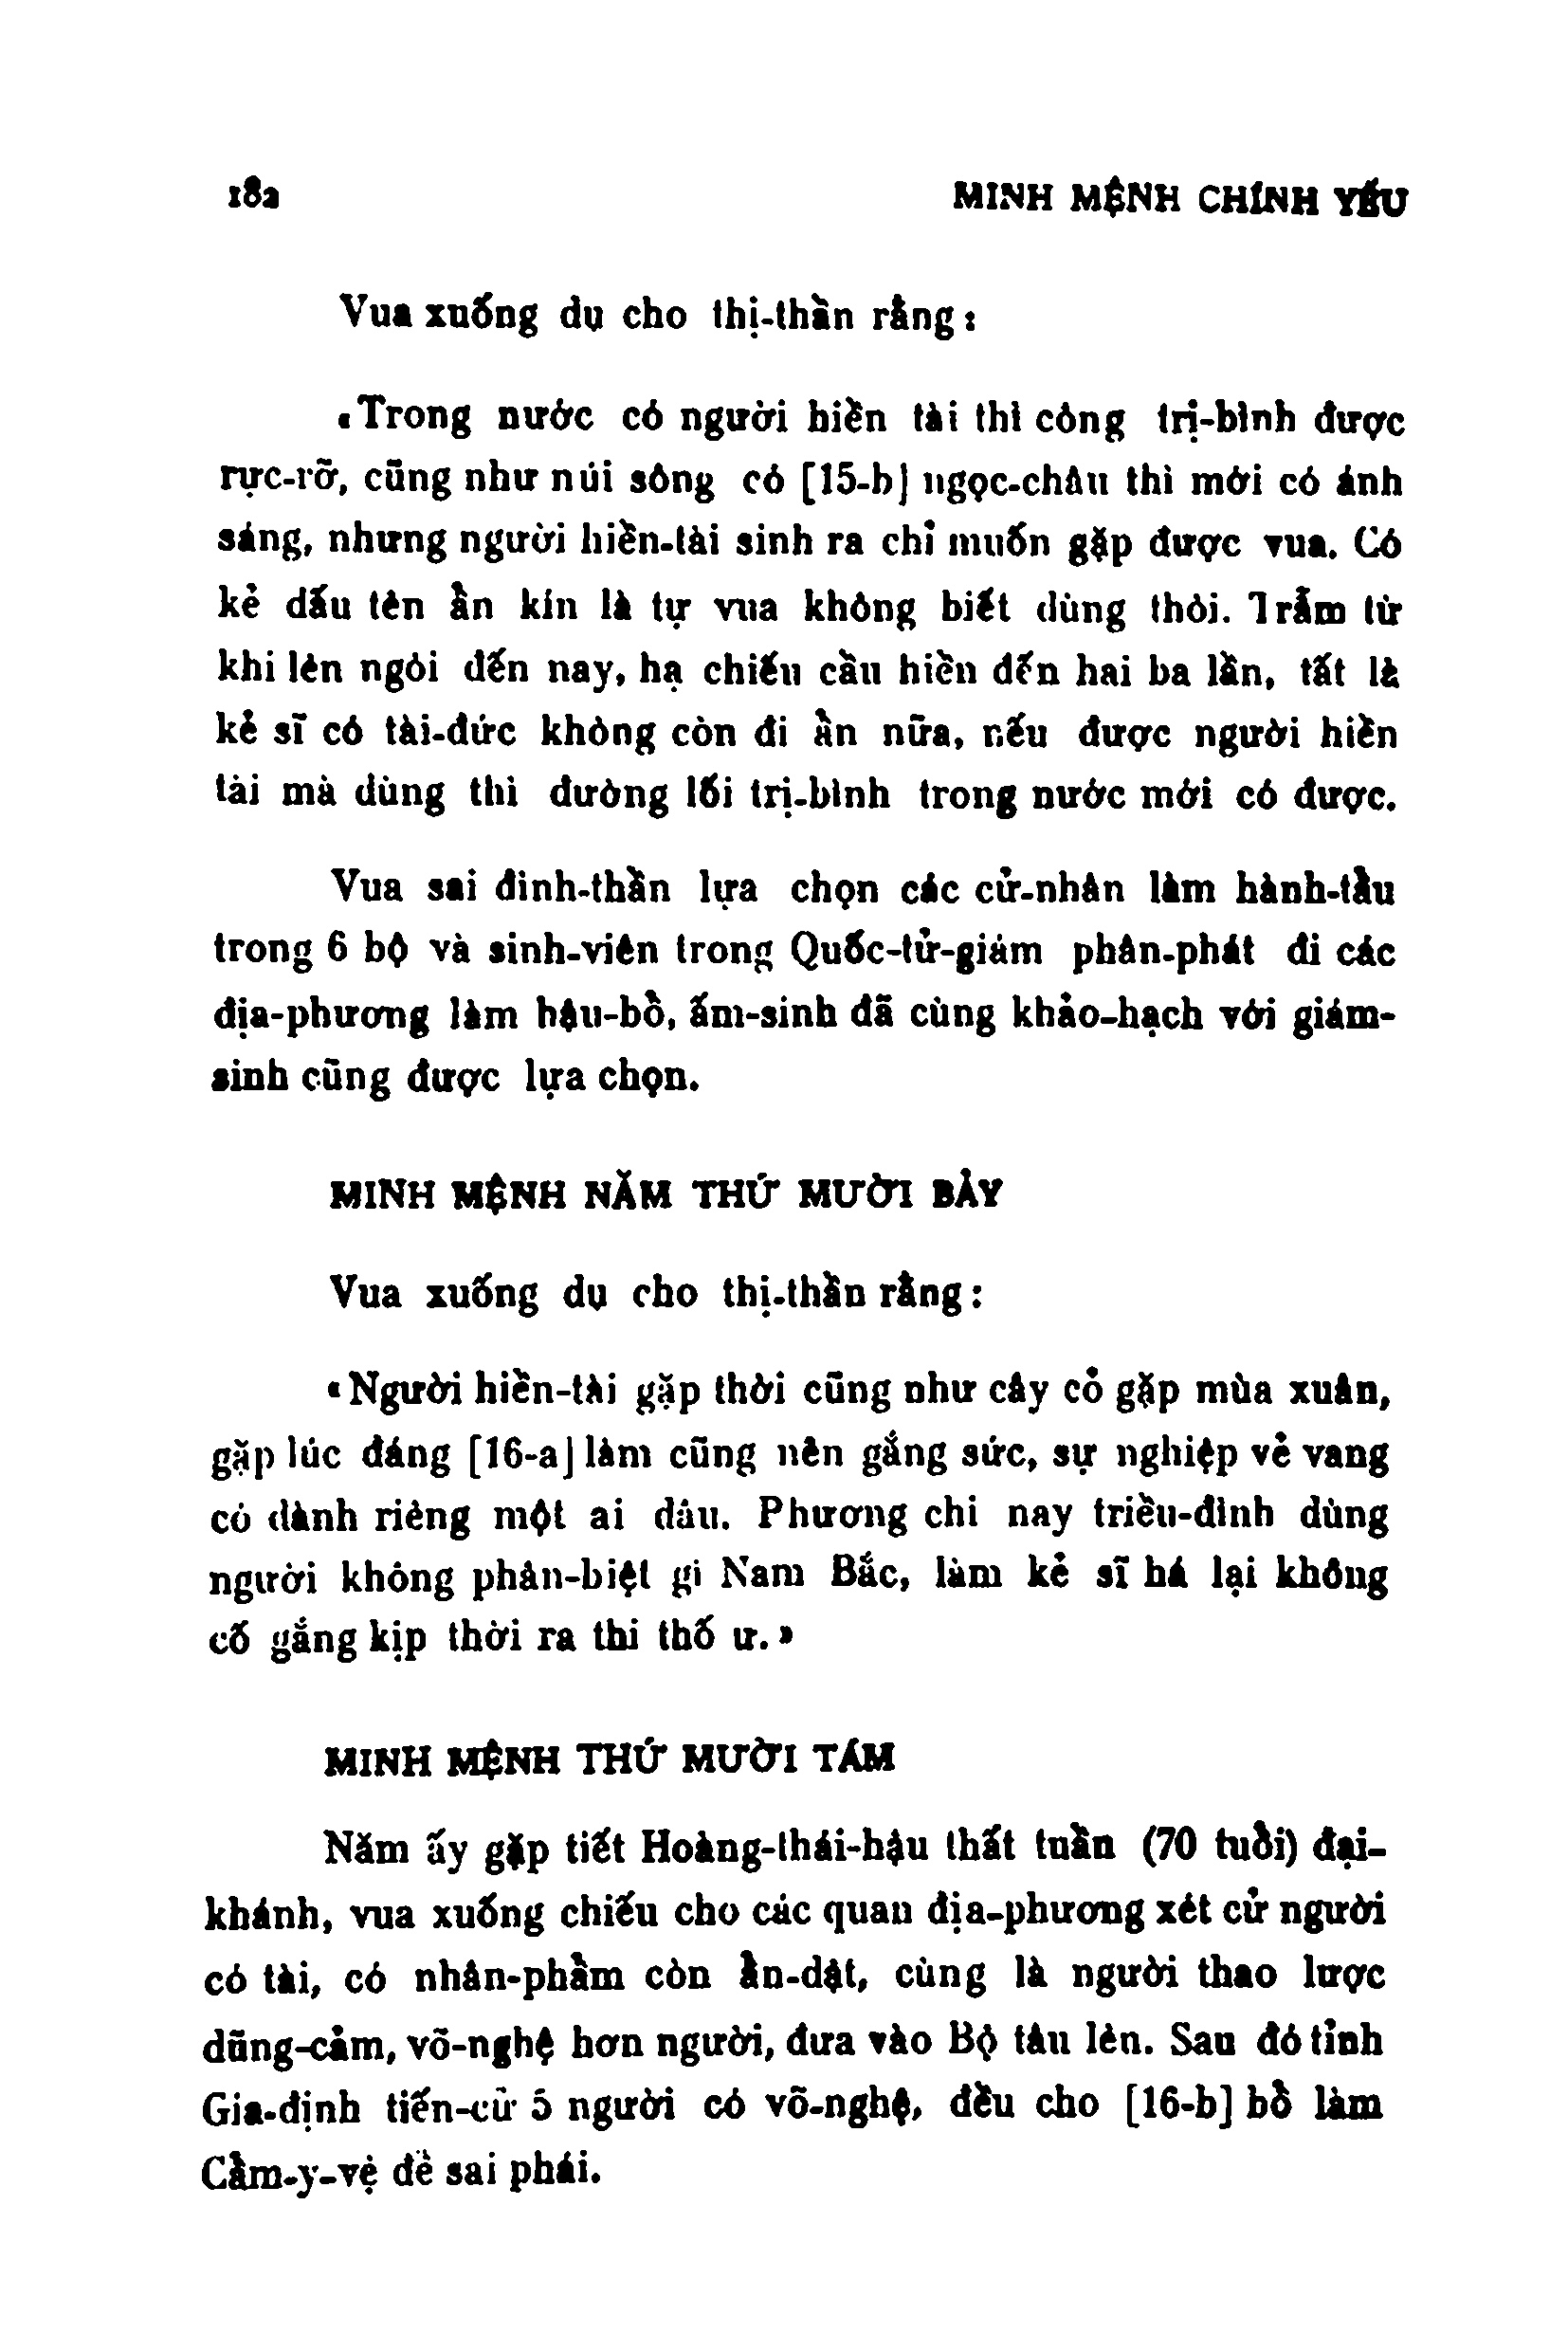 182
MINH MỆNH CHÍNH YẾU
Vua xuống dụ cho thị-thần rằng:
«Trong nước có người hiền tài thì công trị-bình được
rực-rỡ, cũng như núi sông có [15-b] ngọc-châu thì mới có ánh
sáng, nhưng người hiền-tài sinh ra chỉ muốn gặp được vua. Có
kẻ dấu tên ẩn kín là tự vua không biết dùng thôi. Trẫm từ
khi lên ngôi đến nay, hạ chiếu cầu hiền đến hai ba lần, tất là
kẻ sĩ có tài-đức không còn đi ẩn nữa, nếu được người hiền
tài mà dùng thì đường lối trị-bình trong nước mới có được.
Vua sai đình-thần lựa chọn các cử-nhân làm hành-tẩu
trong 6 bộ và sinh-viên trong Quốc-tử-giám phân-phát đi các
địa-phương làm hậu-bổ, ấm-sinh đã cùng khảo-hạch với giám-
sinh cũng được lựa chọn.
MINH MỆNH NĂM THỨ MƯỜI BẢY
Vua xuống dụ cho thị-thần rằng:
«Người hiền-tài gặp thời cũng như cây cỏ gặp mùa xuân,
gặp lúc đáng [16-a] làm cũng nên gắng sức, sự nghiệp vẻ vang
có dành riêng một ai đâu. Phương chi nay triều-đình dùng
người không phân-biệt gì Nam Bắc, làm kẻ sĩ há lại không
cố gắng kịp thời ra thi thố ư.»
MINH MỆNH THỨ MƯỜI TÁM
Năm ấy gặp tiết Hoàng-thái-hậu thất tuần (70 tuổi) đại-
khánh, vua xuống chiếu cho các quan địa-phương xét cử người
có tài, có nhân-phẩm còn ẩn-dật, cùng là người thao lược
dũng-cảm, võ-nghệ hơn người, đưa vào Bộ tâu lên. Sau đó tỉnh
Gia-định tiến-cử 5 người có võ-nghệ, đều cho [16-b] bổ làm
Cẩm-y-vệ để sai phái.